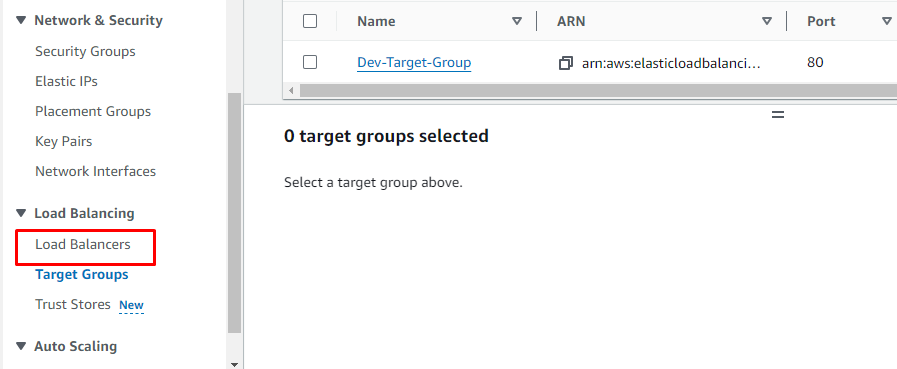 Network & Security
Security Groups
Elastic IPs
Placement Groups
Key Pairs
Network Interfaces
Load Balancing
Load Balancers
Target Groups
Trust Stores New
Auto Scaling
Name ARN Port
Dev-Target-Group arn:aws:elasticloadbalanci... 80
0 target groups selected
Select a target group above.